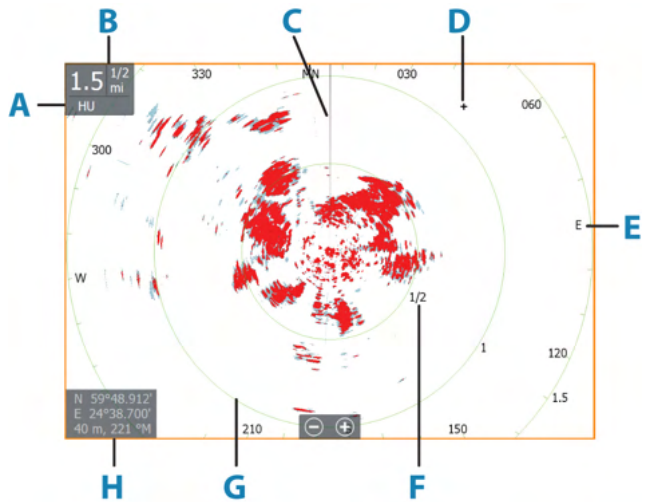 B C D
330 MN 030
1.5 1/2 mi
HU
A
060
300
E E
W
1/2
1
120
1.5
N 59°48.912'
E 24°38.700'
40 m, 221 °M
210 150
H G F